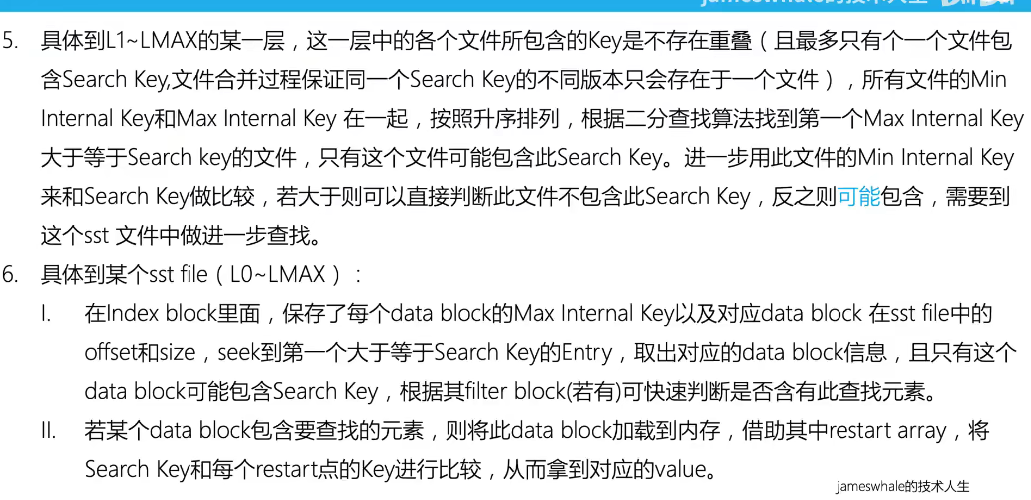 jameswhale的技术人生
5. 具体到L1~LMAX的某一层，这一层中的各个文件所包含的Key是不存在重叠（且最多只有个一个文件包
含Search Key,文件合并过程保证同一个Search Key的不同版本只会存在于一个文件），所有文件的Min
Internal Key和Max Internal Key 在一起，按照升序排列，根据二分查找算法找到第一个Max Internal Key
大于等于Search key的文件，只有这个文件可能包含此Search Key。进一步用此文件的Min Internal Key
来和Search Key做比较，若大于则可以直接判断此文件不包含此Search Key，反之则可能包含，需要到
这个sst 文件中做进一步查找。
6. 具体到某个sst file（L0~LMAX）：
I. 在Index block里面，保存了每个data block的Max Internal Key以及对应data block 在sst file中的
offset和size，seek到第一个大于等于Search Key的Entry，取出对应的data block信息，且只有这个
data block可能包含Search Key，根据其filter block(若有)可快速判断是否含有此查找元素。
II. 若某个data block包含要查找的元素，则将此data block加载到内存，借助其中restart array，将
Search Key和每个restart点的Key进行比较，从而拿到对应的value。
jameswhale的技术人生